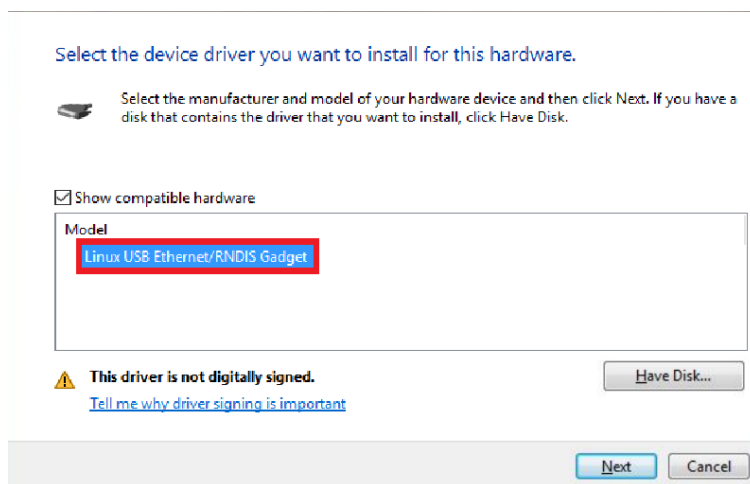 Select the device driver you want to install for this hardware.
Select the manufacturer and model of your hardware device and then click Next. If you have a
disk that contains the driver that you want to install, click Have Disk.
Show compatible hardware
Model
Linux USB Ethernet/RNDIS Gadget
This driver is not digitally signed.
Have Disk...
Tell me why driver signing is important
Next
Cancel